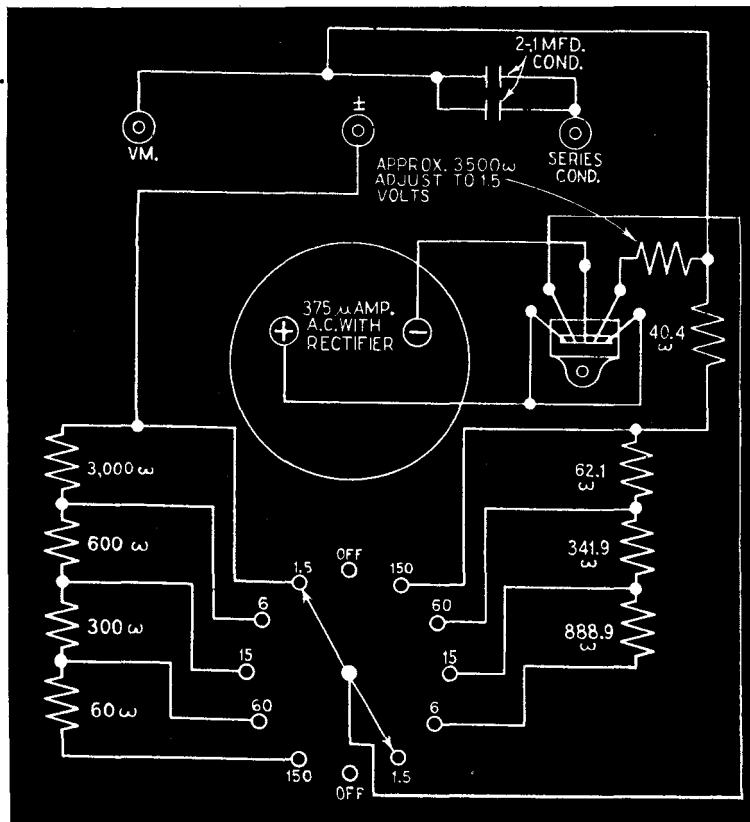 2-.1 MFD.
COND.
±
VM.
SERIES
COND.
APPROX. 3500ω
ADJUST TO 1.5
VOLTS
375 μAMP.
A.C. WITH
RECTIFIER
+
−
40.4
ω
3,000 ω
62.1
ω
600 ω
341.9
ω
300 ω
888.9
ω
60 ω
OFF
1.5
150
6
60
15
15
60
6
150
1.5
OFF